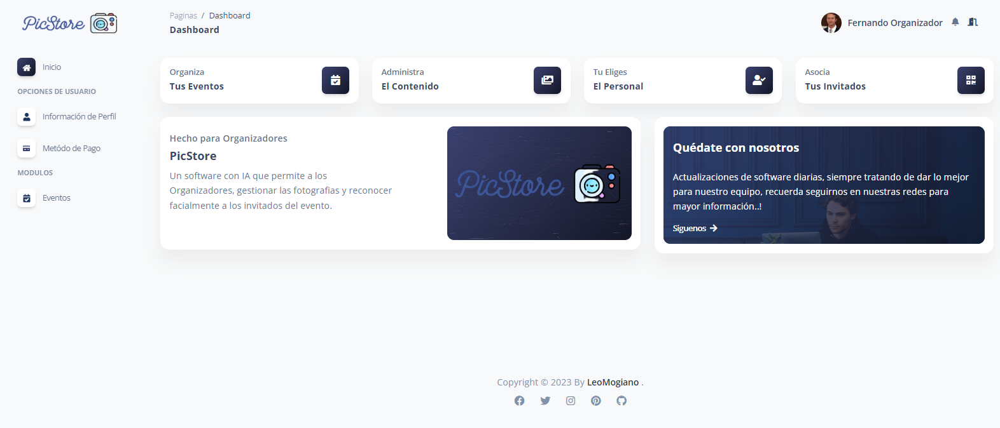 PicStore
Paginas / Dashboard
Dashboard
Fernando Organizador
Inicio
OPCIONES DE USUARIO
Información de Perfil
Metódo de Pago
MODULOS
Eventos
Organiza
Tus Eventos
Administra
El Contenido
Tu Eliges
El Personal
Asocia
Tus Invitados
Hecho para Organizadores
PicStore
Un software con IA que permite a los
Organizadores, gestionar las fotografias y reconocer
facialmente a los invitados del evento.
PicStore
Quédate con nosotros
Actualizaciones de software diarias, siempre tratando de dar lo mejor
para nuestro equipo, recuerda seguirnos en nuestras redes para
mayor información..!
Siguenos
Copyright © 2023 By LeoMogiano .